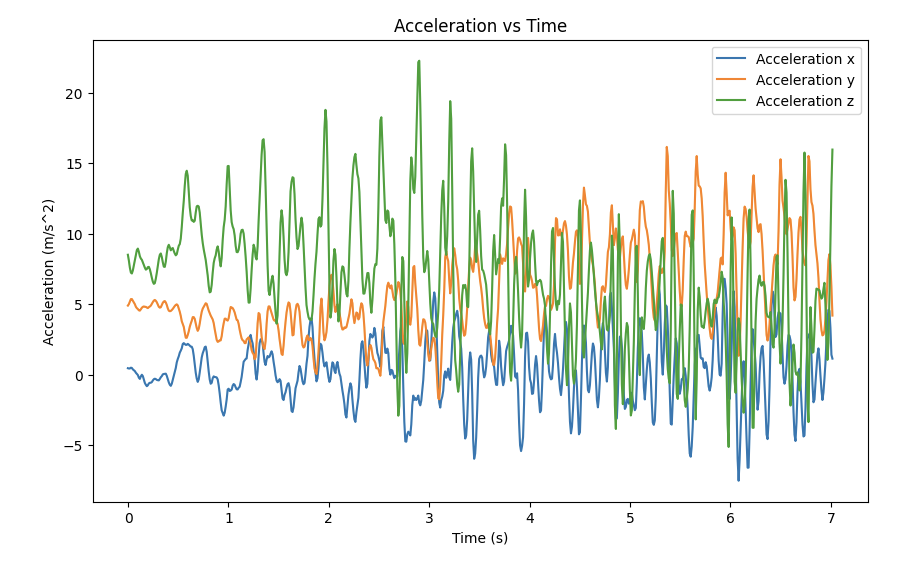 Acceleration vs Time
Acceleration x
Acceleration y
Acceleration z
Acceleration (m/s^2)
20
15
10
5
0
−5
0 1 2 3 4 5 6 7
Time (s)